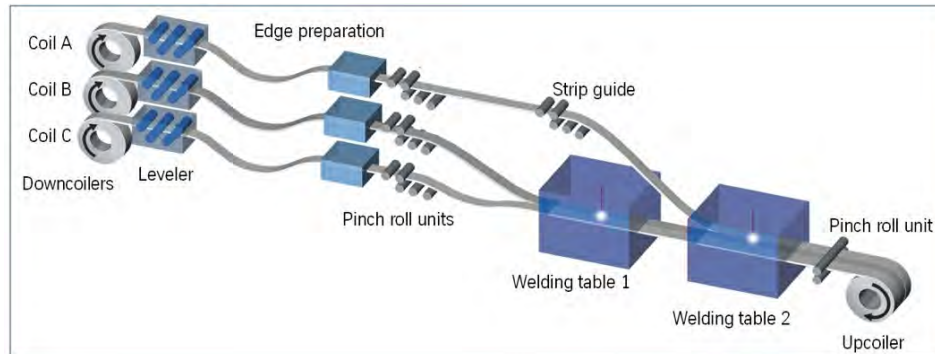 Coil A
Edge preparation
Coil B
Strip guide
Coil C
Downcoilers
Leveler
Pinch roll units
Pinch roll unit
Welding table 1
Welding table 2
Upcoiler